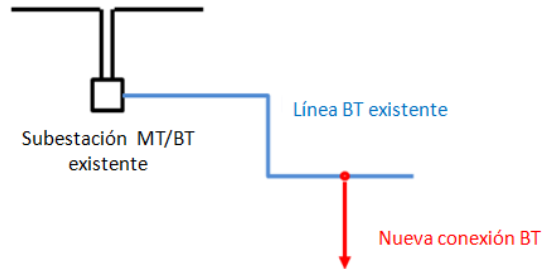 Línea BT existente
Subestación MT/BT
existente
Nueva conexión BT